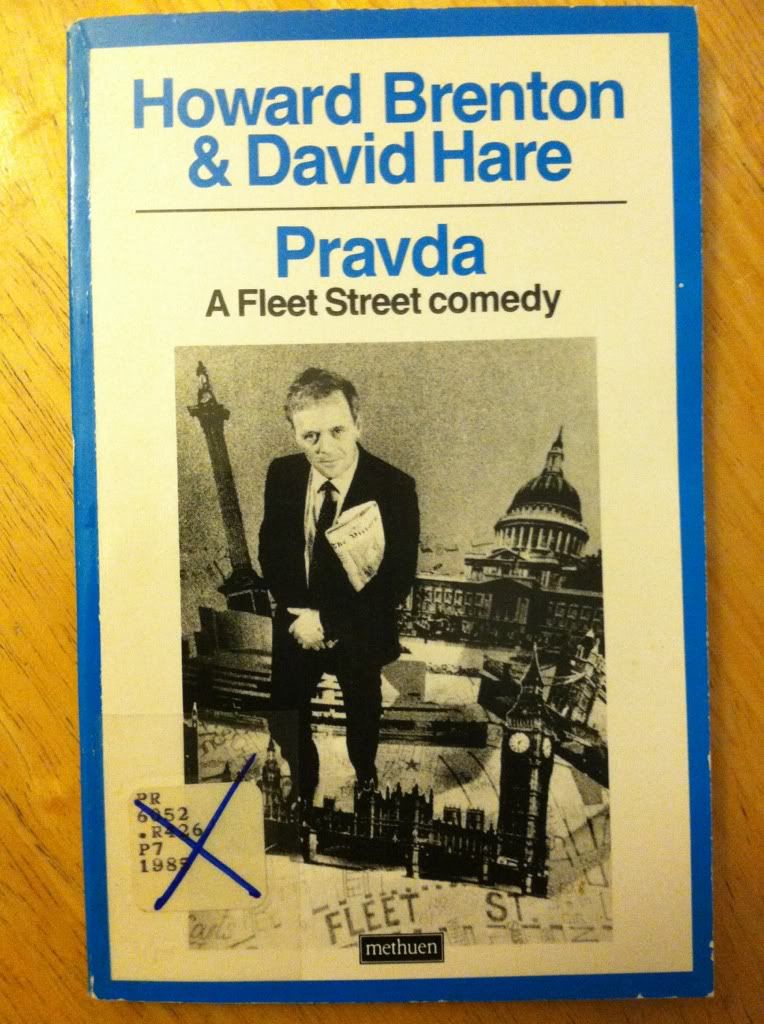 Howard Brenton
& David Hare
Pravda
A Fleet Street comedy
PR
6052
.R426
P7
1985
FLEET ST.
methuen